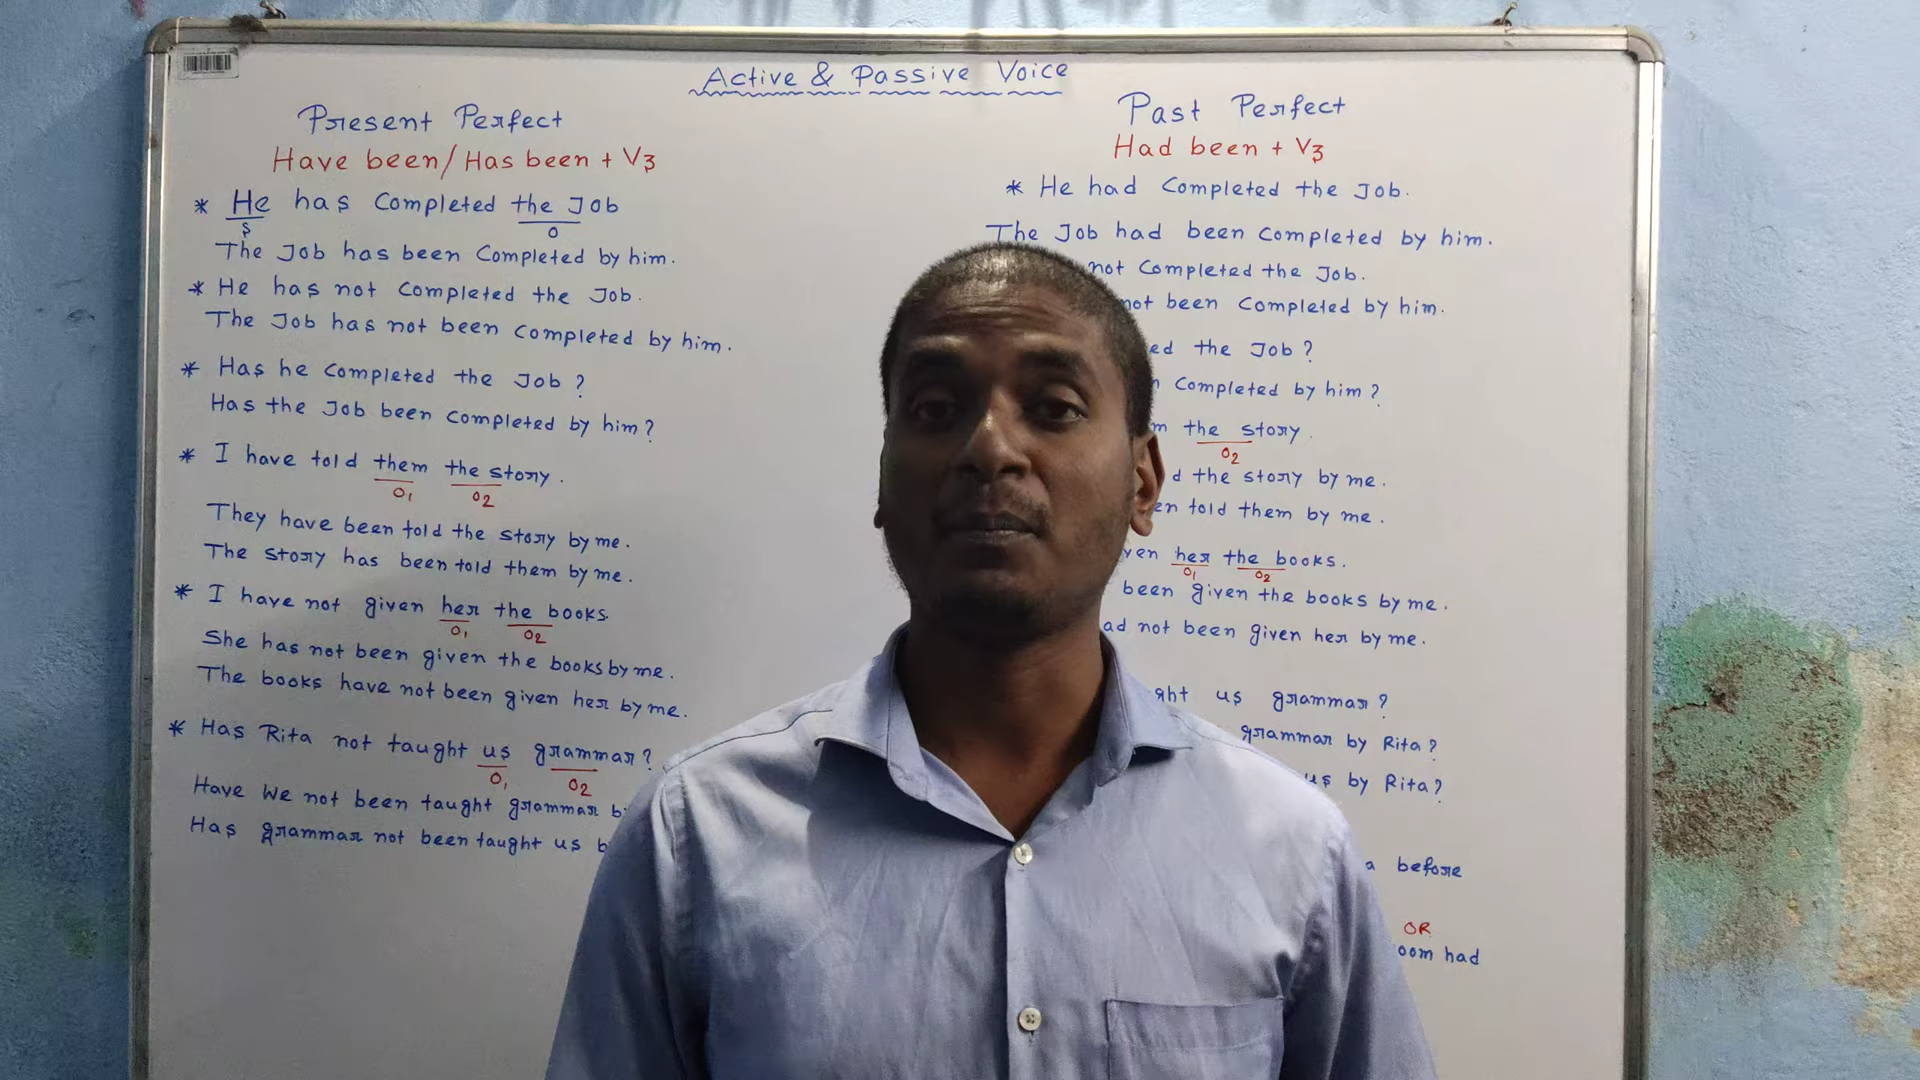 Active & Passive Voice
Present Perfect
Have been/Has been + V3
* He has Completed the Job
S O
The Job has been Completed by him.
* He has not completed the Job.
The Job has not been completed by him.
* Has he completed the Job ?
Has the Job been completed by him?
* I have told them the story.
O1 O2
They have been told the story by me.
The story has been told them by me.
* I have not given her the books.
O1 O2
She has not been given the books by me.
The books have not been given her by me.
* Has Rita not taught us grammar?
O1 O2
Have We not been taught grammar
Has grammar not been taught us
Past Perfect
Had been + V3
* He had Completed the Job.
The Job had been completed by him.
not Completed the Job.
not been Completed by him.
the Job ?
Completed by him ?
the story.
O2
the story by me.
told them by me.
her the books.
O1 O2
been given the books by me.
not been given her by me.
us grammar ?
grammar by Rita ?
by Rita ?
before
OR
had